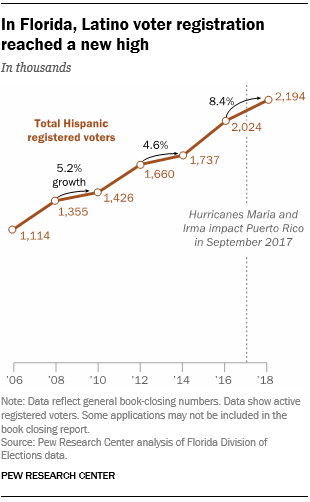 In Florida, Latino voter registration
reached a new high
In thousands
8.4%
2,194
Total Hispanic
registered voters
2,024
4.6%
1,737
5.2%
growth
1,660
1,426
1,355
1,114
Hurricanes Maria and
Irma impact Puerto Rico
in September 2017
'06 '08 '10 '12 '14 '16 '18
Note: Data reflect general book-closing numbers. Data show active
registered voters. Some applications may not be included in the
book closing report.
Source: Pew Research Center analysis of Florida Division of
Elections data.
PEW RESEARCH CENTER